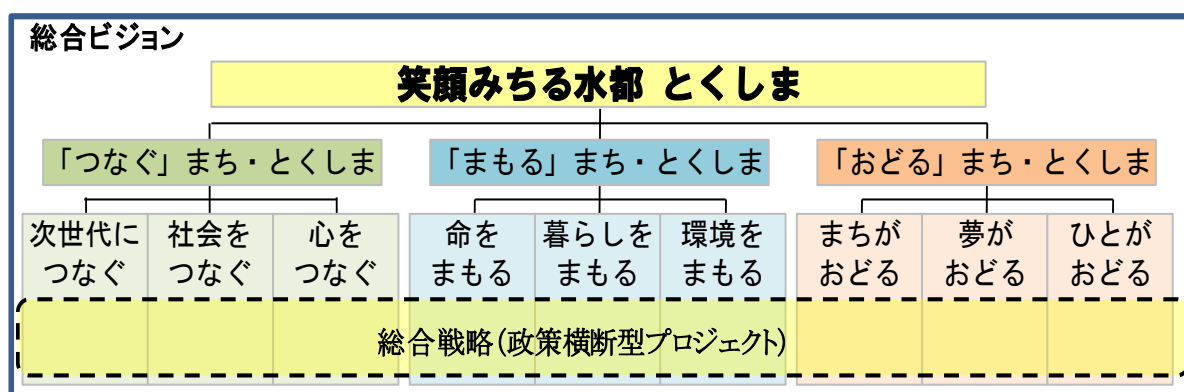 総合ビジョン
笑顔みちる水都 とくしま
「つなぐ」まち・とくしま
「まもる」まち・とくしま
「おどる」まち・とくしま
次世代に
つなぐ
社会を
つなぐ
心を
つなぐ
命を
まもる
暮らしを
まもる
環境を
まもる
まちが
おどる
夢が
おどる
ひとが
おどる
総合戦略(政策横断型プロジェクト)